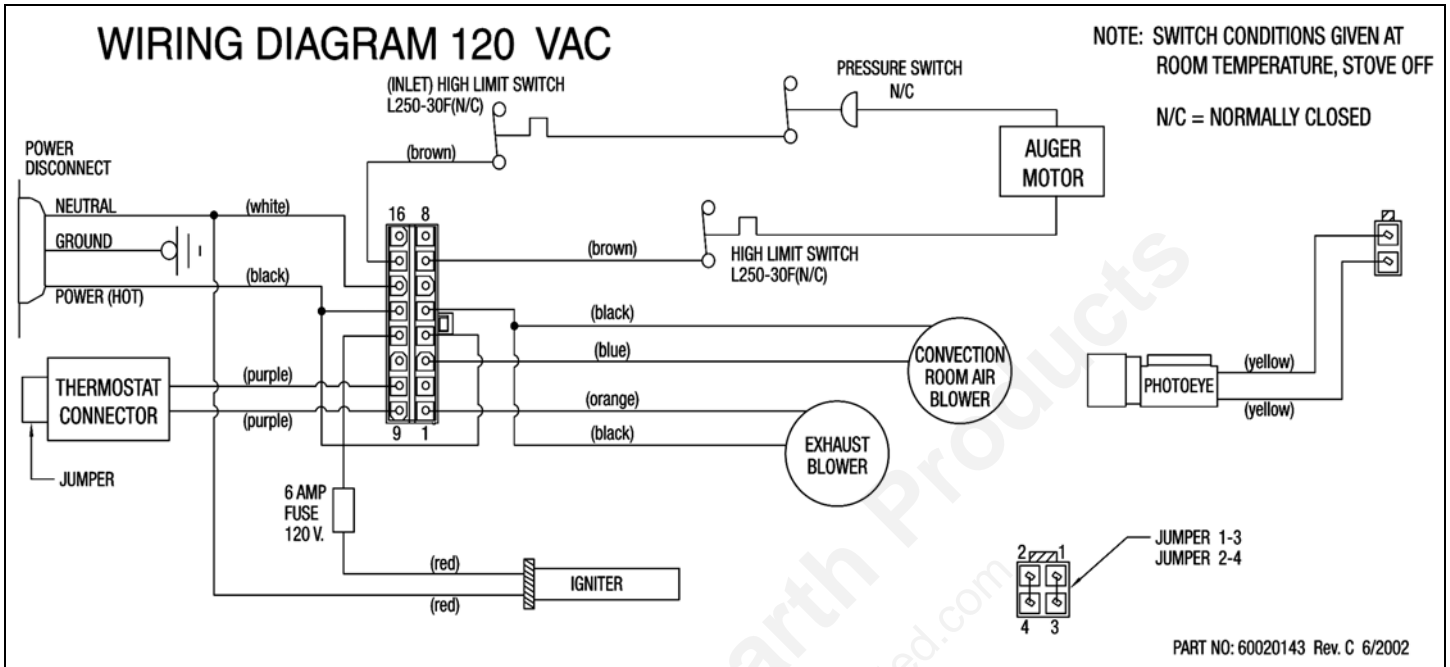 WIRING DIAGRAM 120 VAC
NOTE: SWITCH CONDITIONS GIVEN AT
ROOM TEMPERATURE, STOVE OFF
N/C = NORMALLY CLOSED
(INLET) HIGH LIMIT SWITCH
L250-30F(N/C)
PRESSURE SWITCH
N/C
AUGER
MOTOR
(brown)
POWER
DISCONNECT
NEUTRAL
(white)
GROUND
(black)
POWER (HOT)
16 8
(brown)
HIGH LIMIT SWITCH
L250-30F(N/C)
(black)
(blue)
CONVECTION
ROOM AIR
BLOWER
THERMOSTAT
CONNECTOR
(purple)
(purple)
JUMPER
9 1
(orange)
(black)
EXHAUST
BLOWER
PHOTOEYE
(yellow)
(yellow)
6 AMP
FUSE
120 V.
(red)
(red)
IGNITER
2 1
4 3
JUMPER 1-3
JUMPER 2-4
PART NO: 60020143 Rev. C 6/2002
arth Products
ed.com